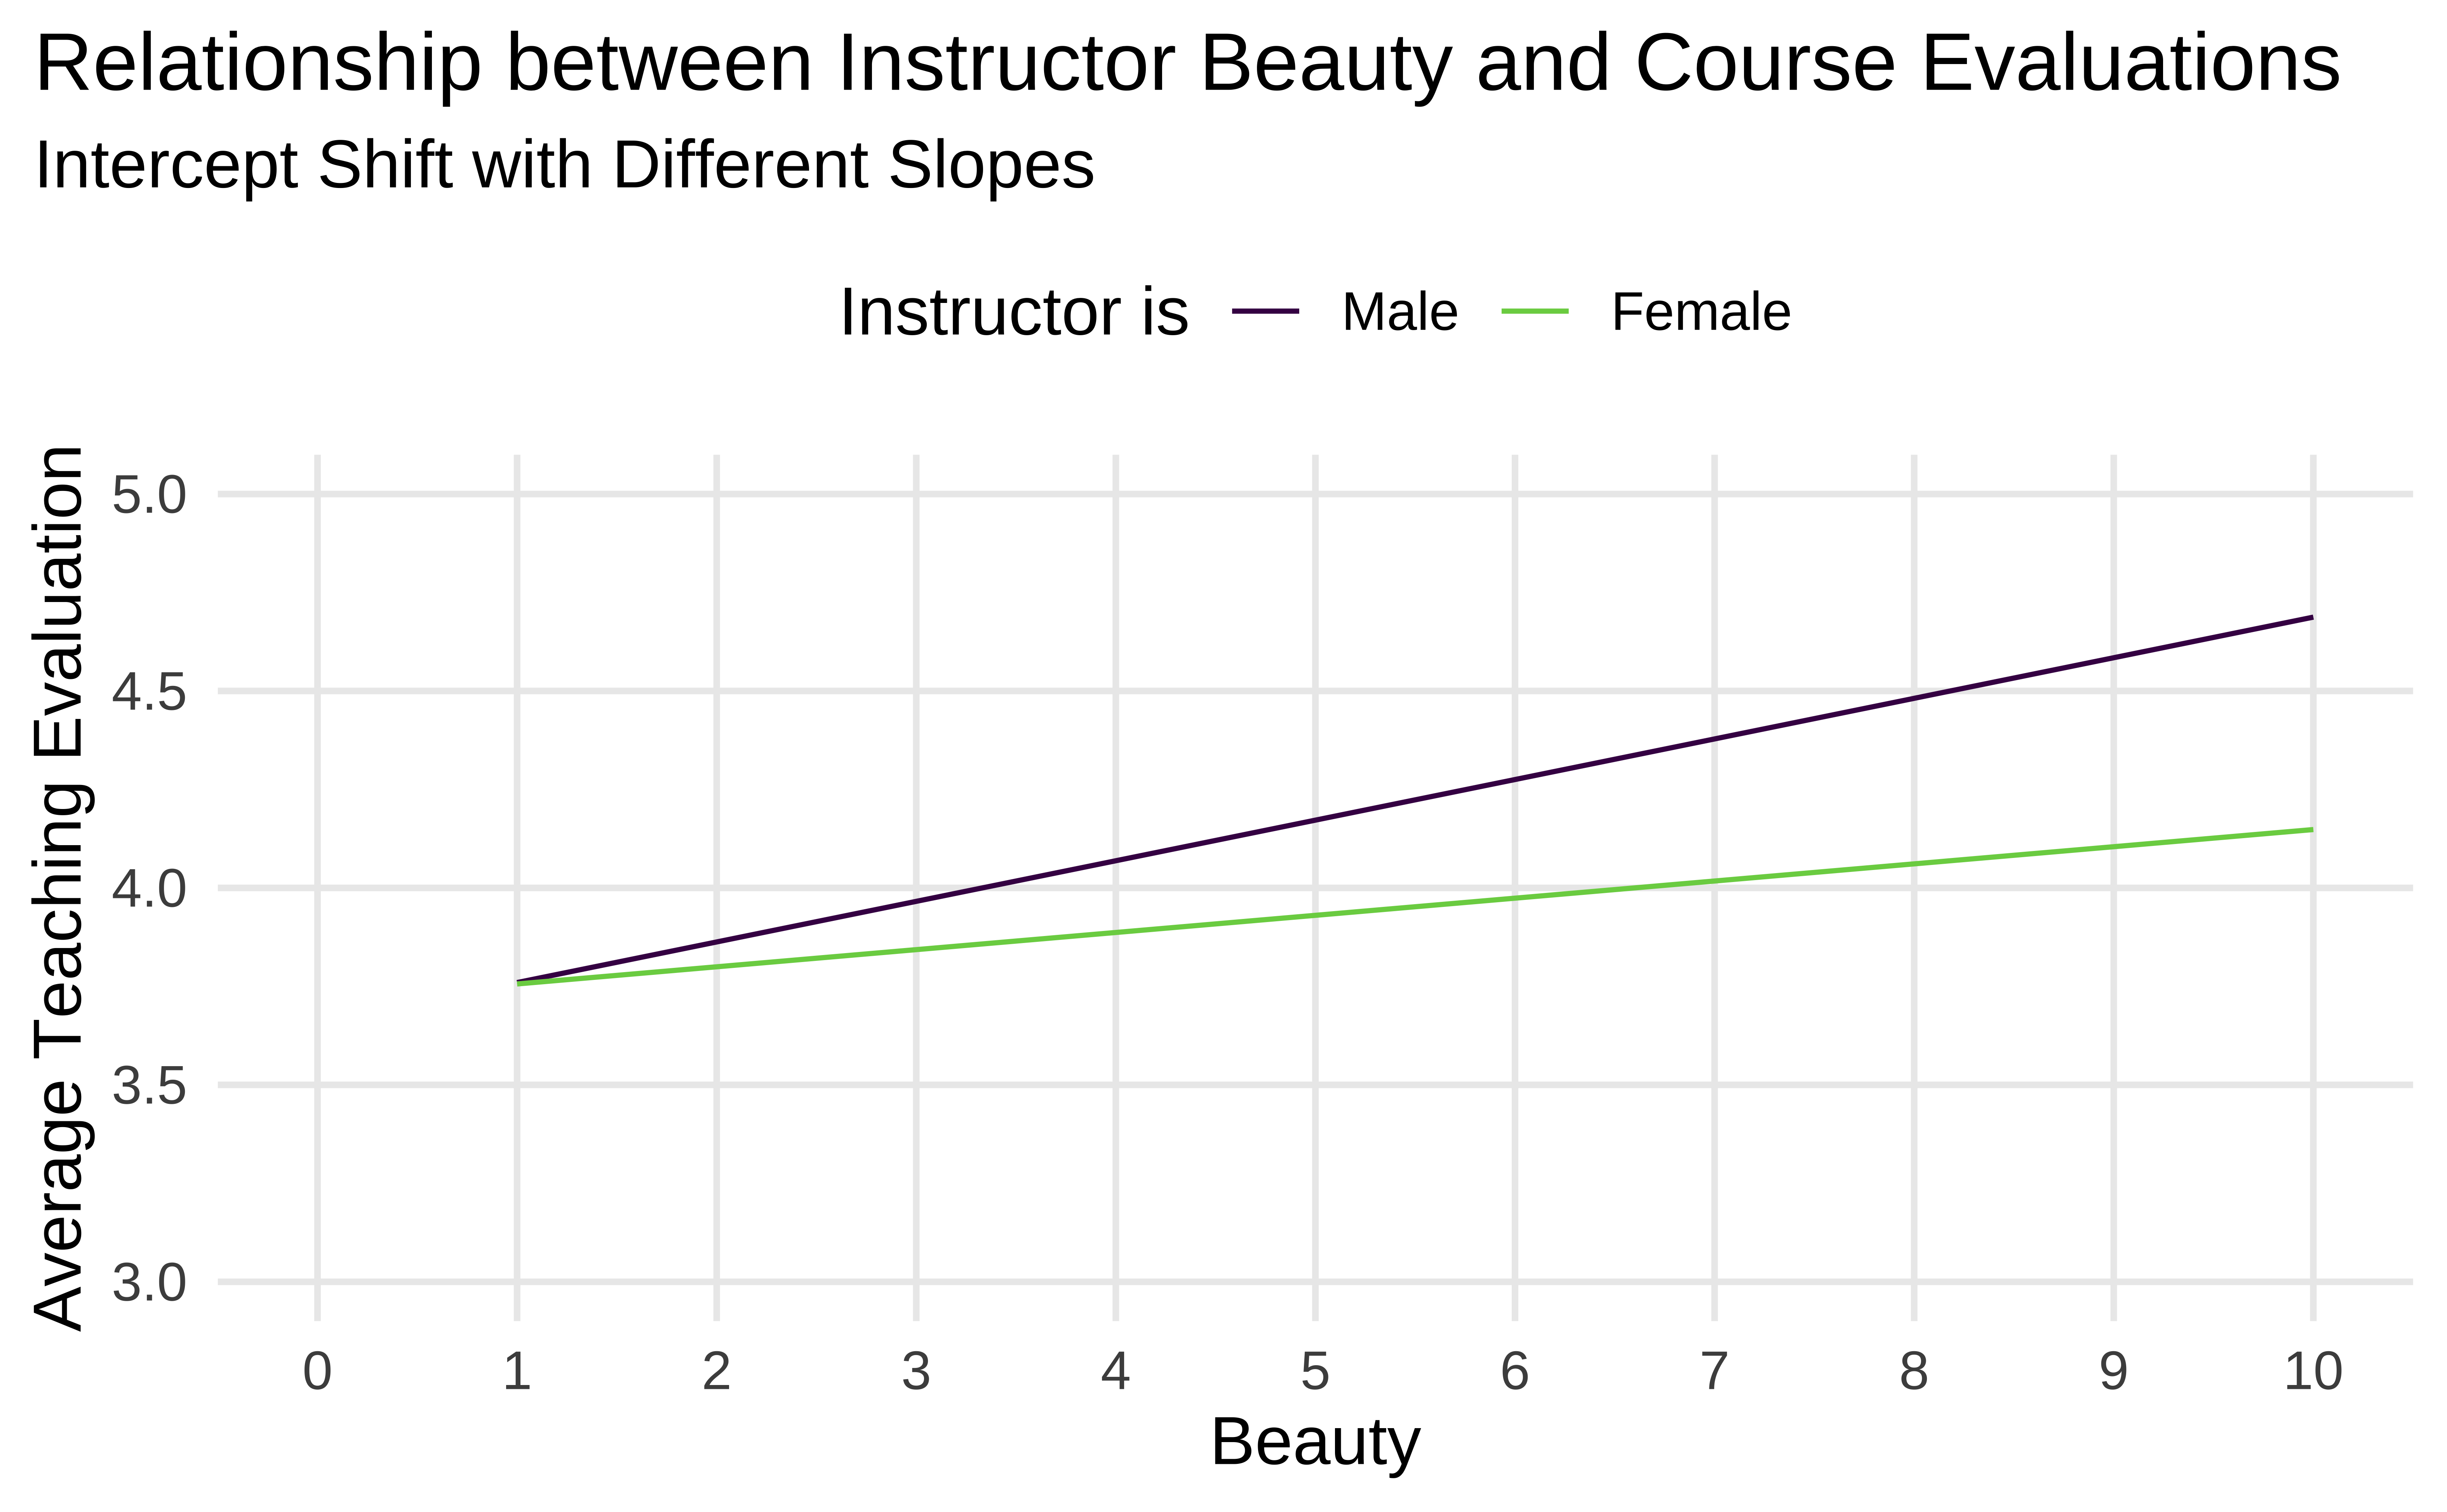 Relationship between Instructor Beauty and Course Evaluations
Intercept Shift with Different Slopes
Instructor is Male Female
Average Teaching Evaluation
5.0
4.5
4.0
3.5
3.0
0 1 2 3 4 5 6 7 8 9 10
Beauty